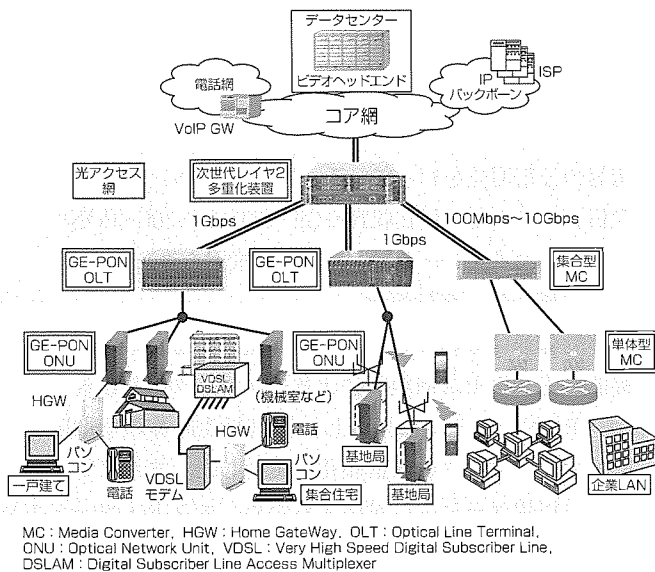 データセンター
ビデオヘッドエンド
電話網
VoIP GW
コア網
IP
バックボーン
ISP
光アクセス
網
次世代レイヤ2
多重化装置
1Gbps
1Gbps
100Mbps～10Gbps
GE-PON
OLT
GE-PON
OLT
集合型
MC
GE-PON
ONU
VDSL
DSLAM
(機械室など)
GE-PON
ONU
単体型
MC
HGW
パソ
コン
一戸建て
電話
VDSL
モデム
HGW
電話
パソ
コン
集合住宅
基地局
基地局
企業LAN
MC：Media Converter, HGW：Home GateWay, OLT：Optical Line Terminal,
ONU：Optical Network Unit, VDSL：Very High Speed Digital Subscriber Line,
DSLAM：Digital Subscriber Line Access Multiplexer